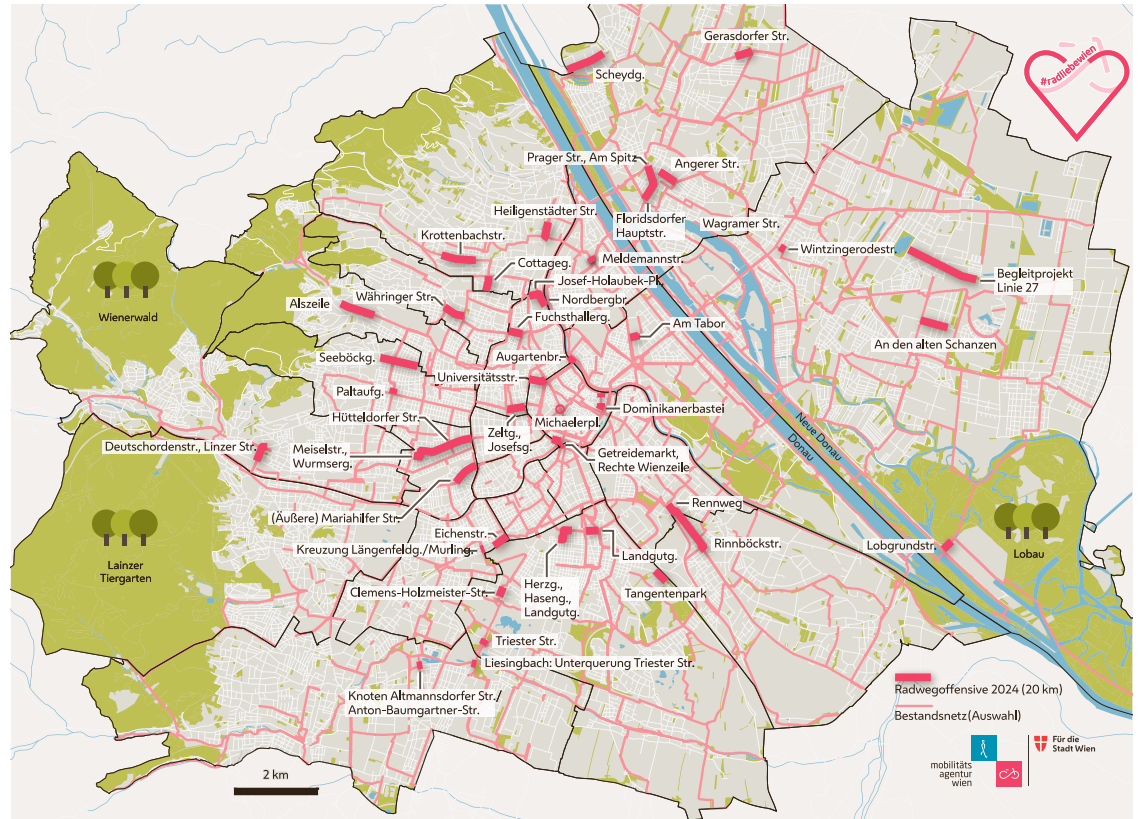 Gerasdorfer Str.
#radliebewien
Scheydg.
Prager Str., Am Spitz
Angerer Str.
Heiligenstädter Str.
Floridsdorfer
Hauptstr.
Wagramer Str.
Krottenbachstr.
Wintzingerodestr.
Meldemannstr.
Cottageg.
Begleitprojekt
Linie 27
Josef-Holaubek-Pl.
Wienerwald
Alszeile
Währinger Str.
Nordbergbr.
Fuchsthallerg.
Am Tabor
An den alten Schanzen
Seeböckg.
Augartenbr.
Universitätsstr.
Paltaufg.
Dominikanerbastei
Hütteldorfer Str.
Michaelerpl.
Neue Donau
Donau
Zeltg.,
Josefsg.
Deutschordenstr., Linzer Str.
Meiselstr.,
Wurmserg.
Getreidemarkt,
Rechte Wienzeile
Rennweg
(Äußere) Mariahilfer Str.
Eichenstr.
Kreuzung Längenfeldg./Murling.
Landgutg.
Rinnböckstr.
Lobgrundstr.
Lobau
Lainzer
Tiergarten
Clemens-Holzmeister-Str.
Herzg.,
Haseng.,
Landgutg.
Tangentenpark
Triester Str.
Liesingbach: Unterquerung Triester Str.
Knoten Altmannsdorfer Str./
Anton-Baumgartner-Str.
Radwegoffensive 2024 (20 km)
Bestandsnetz (Auswahl)
2 km
mobilitäts
agentur
wien
Für die
Stadt Wien